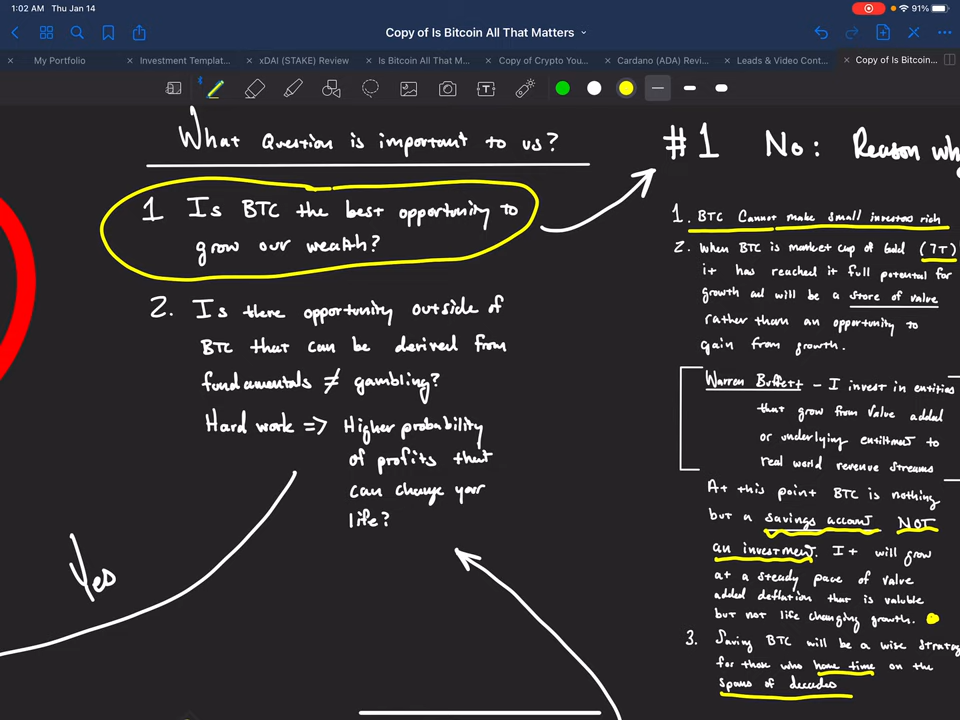 1:02 AM Thu Jan 14
91%
Copy of Is Bitcoin All That Matters
My Portfolio
Investment Templat...
xDAI (STAKE) Review
Is Bitcoin All That M...
Copy of Crypto You...
Cardano (ADA) Revi...
Leads & Video Cont...
Copy of Is Bitcoin...
What Question is important to us?
1 Is BTC the best opportunity to
grow our wealth?
2. Is there opportunity outside of
BTC that can be derived from
fundamentals ≠ gambling?
Hard work => Higher probability
of profits that
can change your
life?
Yes
#1 No: Reason wh
1. BTC Cannot make small investors rich
2. When BTC is market cap of Gold (7T)
it has reached it full potential for
growth ad will be a store of value
rather than an opportunity to
gain from growth.
Warren Buffett - I invest in entities
that grow from value added
or underlying entitlment to
real world revenue streams
At this point BTC is nothing
but a savings account NOT
an investment. It will grow
at a steady pace of value
added deflation that is valuble
but not life changing growth.
3. Saving BTC will be a wise strateg
for those who have time on the
spans of decades